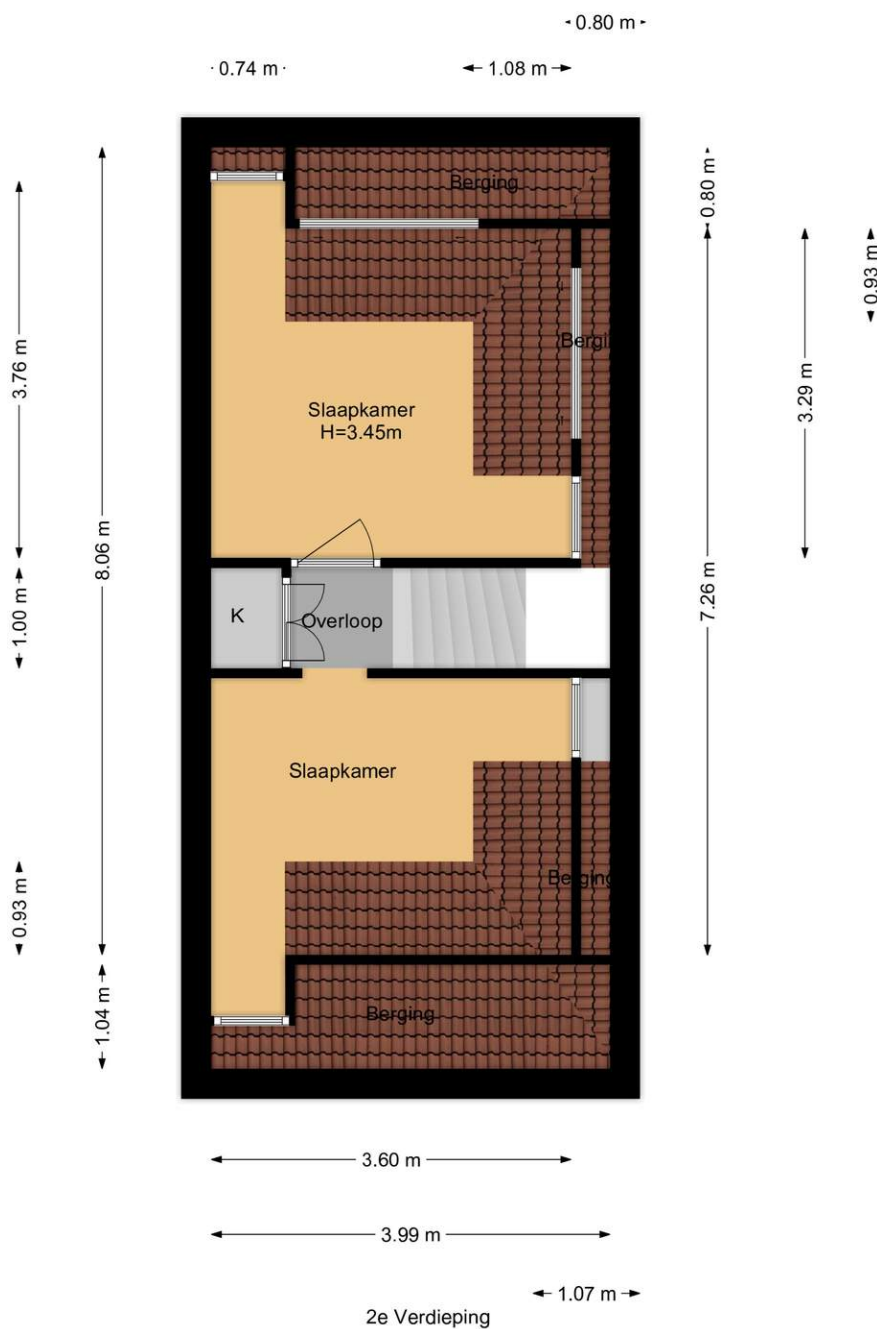 0.80 m
0.74 m
1.08 m
Berging
0.80 m
3.76 m
8.06 m
0.93 m
Bergi
3.29 m
Slaapkamer
H=3.45m
1.00 m
K
Overloop
7.26 m
Slaapkamer
0.93 m
Berging
1.04 m
Berging
3.60 m
3.99 m
1.07 m
2e Verdieping